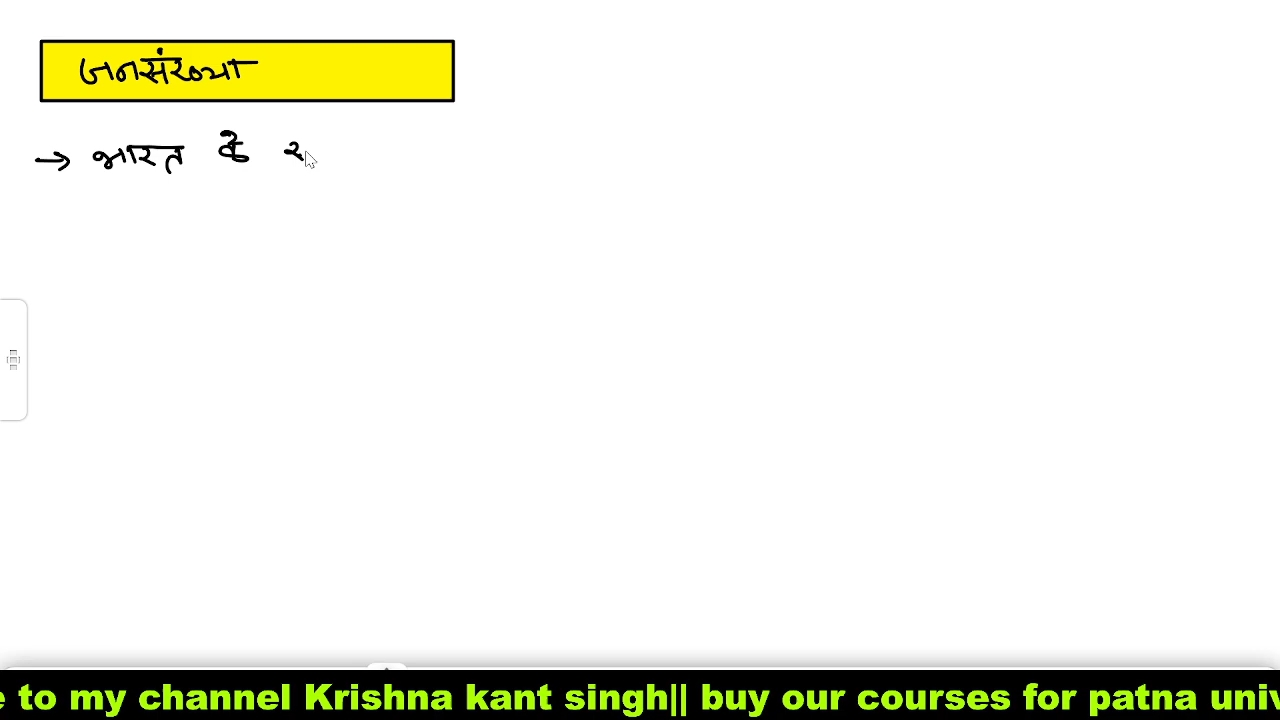 जनसंख्या
→ भारत के
e to my channel Krishna kant singh|| buy our courses for patna univ